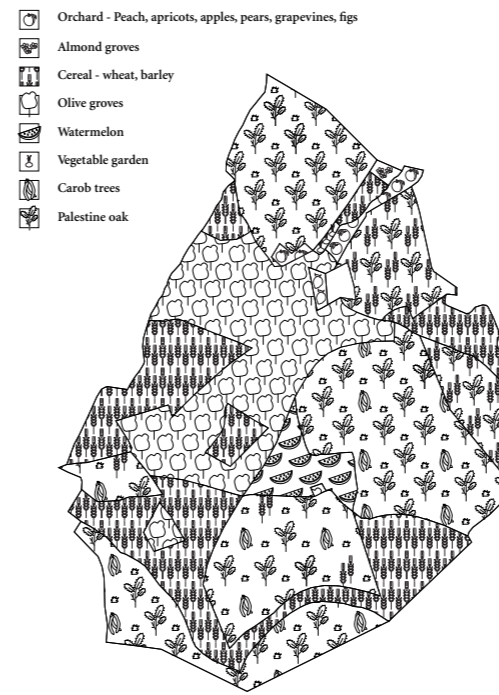 Orchard - Peach, apricots, apples, pears, grapevines, figs
Almond groves
Cereal - wheat, barley
Olive groves
Watermelon
Vegetable garden
Carob trees
Palestine oak